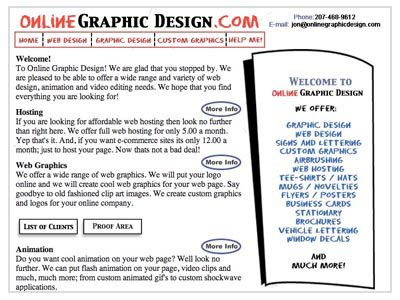 ONLINE GRAPHIC DESIGN.COM
Phone: 207-468-9612
E-mail: jon@onlinegraphicdesign.com
HOME WEB DESIGN GRAPHIC DESIGN CUSTOM GRAPHICS HELP ME!
Welcome!
To Online Graphic Design! We are glad that you stopped by. We
are pleased to be able to offer a wide range and variety of web
design, animation and video editing needs. We hope that you find
everything you are looking for!
More Info
Hosting
If you are looking for affordable web hosting then look no further
than right here. We offer full web hosting for only 5.00 a month.
Yep that's it. And, if you want e-commerce sites its only 12.00 a
month; just to host your page. Now thats not a bad deal!
More Info
Web Graphics
We offer a wide range of web graphics. We will put your logo
online and we will create cool web graphics for your web page. Say
goodbye to old fashioned clip art images. We create custom graphics
and logos for your online company.
LIST OF CLIENTS PROOF AREA
More Info
Animation
Do you want cool animation on your web page? Well look no
further. We can put flash animation on your page, video clips and
much, much more; from custom animated gif's to custom shockwave
applications.
WELCOME TO
ONLINE GRAPHIC DESIGN
WE OFFER:
GRAPHIC DESIGN
WEB DESIGN
SIGNS AND LETTERING
CUSTOM GRAPHICS
AIRBRUSHING
WEB HOSTING
TEE-SHIRTS / HATS
MUGS / NOVELTIES
FLYERS / POSTERS
BUSINESS CARDS
STATIONARY
BROCHURES
VEHICLE LETTERING
WINDOW DECALS
AND
MUCH MORE!